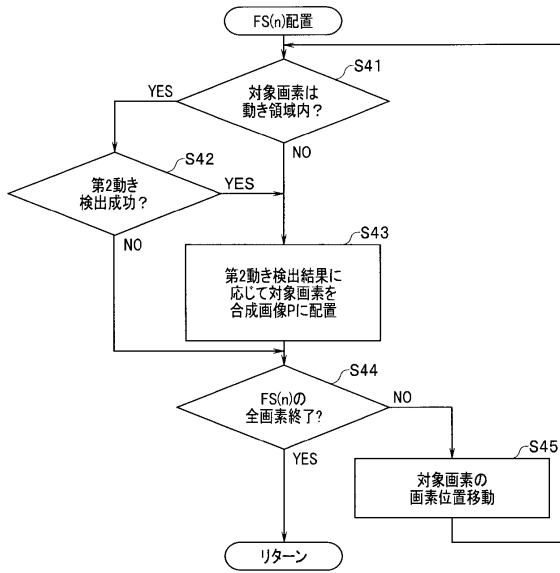 FS(n)配置
S41
対象画素は
動き領域内？
YES
NO
S42
第2動き
検出成功？
YES
NO
S43
第2動き検出結果に
応じて対象画素を
合成画像Pに配置
S44
FS(n)の
全画素終了?
NO
YES
S45
対象画素の
画素位置移動
リターン